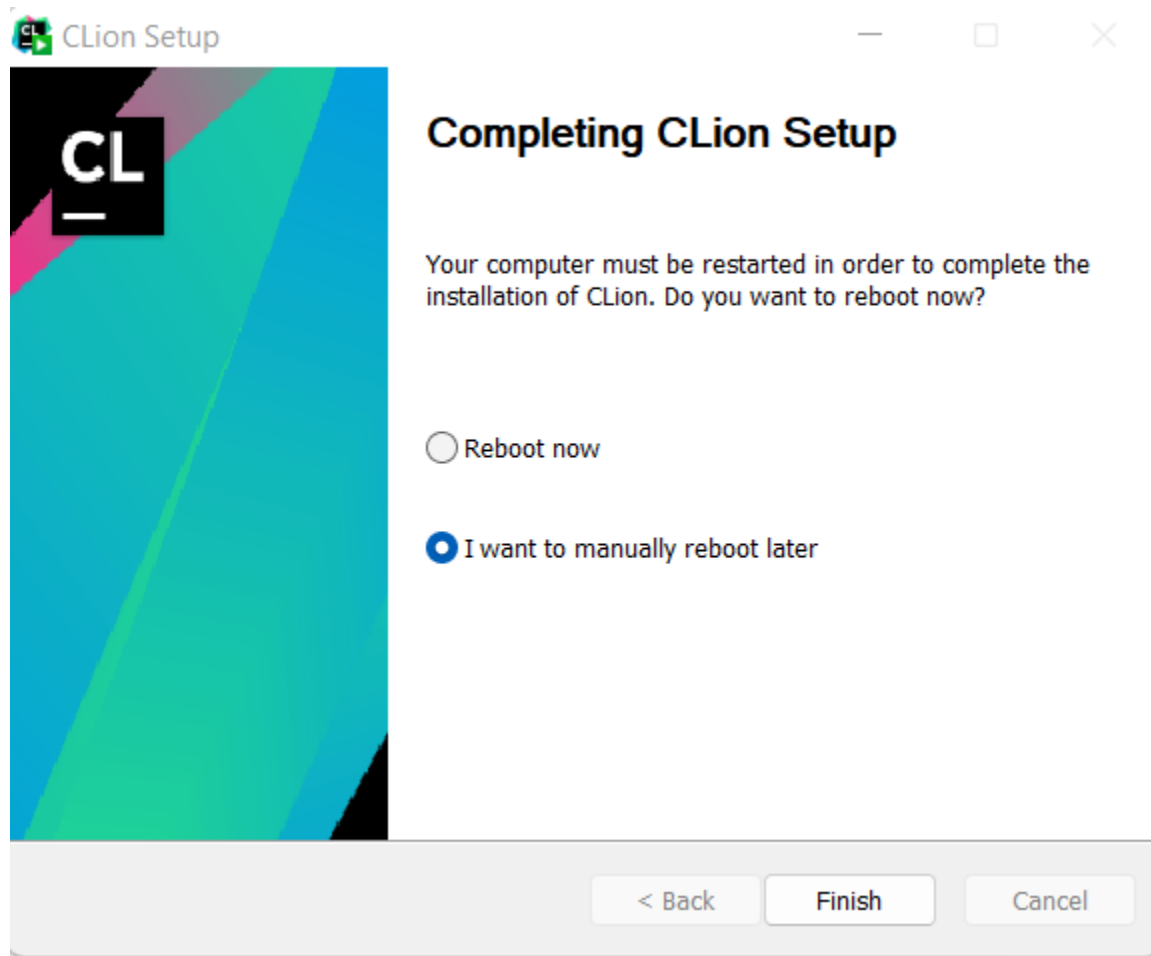 CLion Setup
CL
Completing CLion Setup
Your computer must be restarted in order to complete the
installation of CLion. Do you want to reboot now?
Reboot now
I want to manually reboot later
< Back
Finish
Cancel